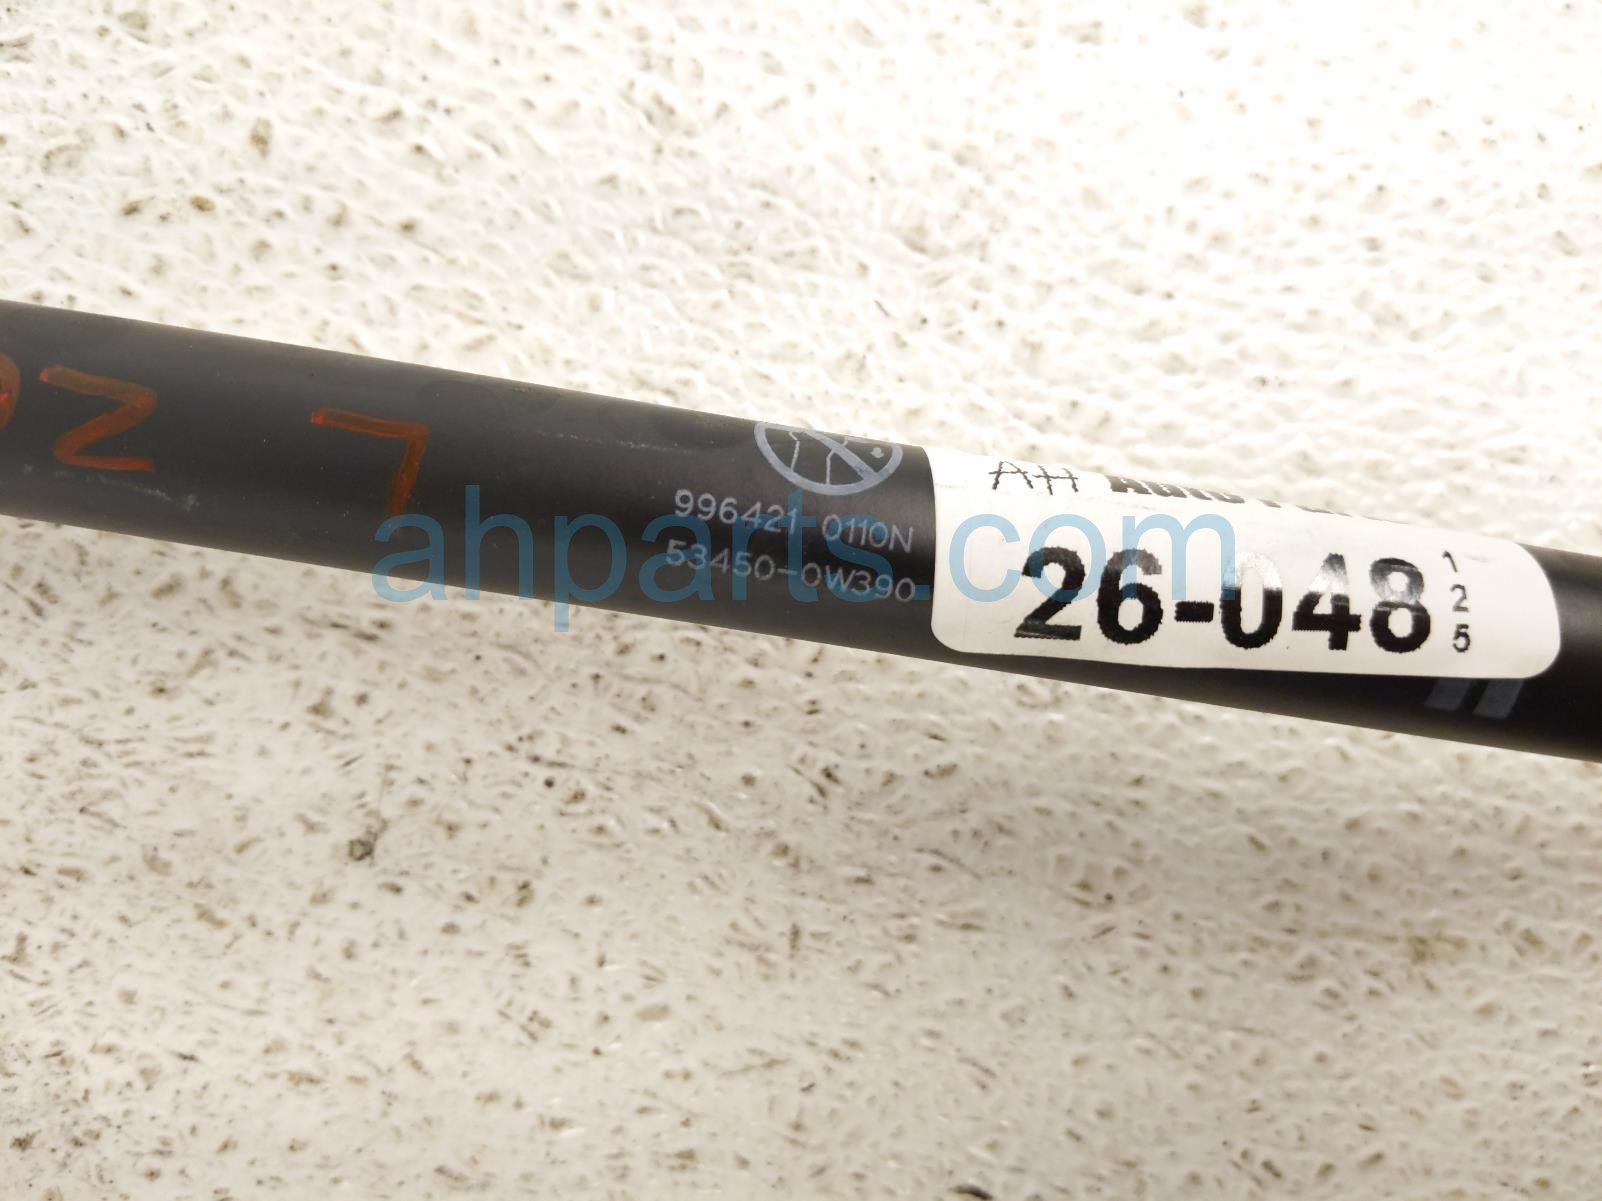 L
996421 0110N
53450-0W390
AH
26-048
1
2
5
ahparts.com